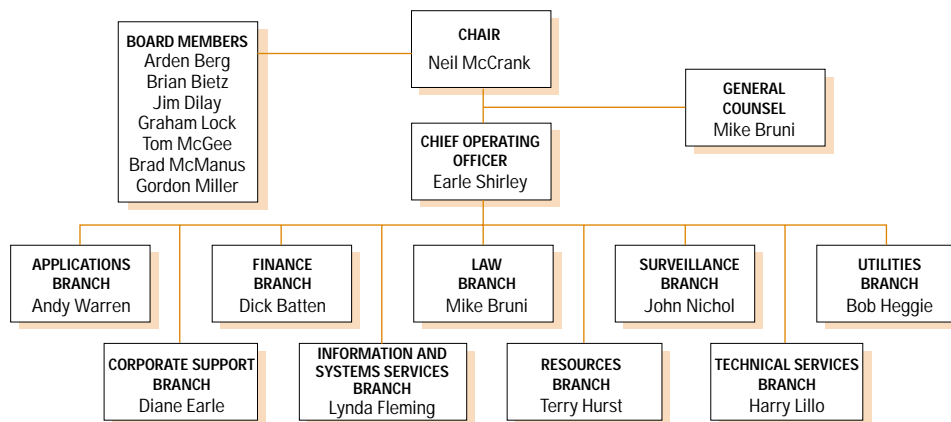 BOARD MEMBERS
Arden Berg
Brian Bietz
Jim Dilay
Graham Lock
Tom McGee
Brad McManus
Gordon Miller
CHAIR
Neil McCrank
GENERAL
COUNSEL
Mike Bruni
CHIEF OPERATING
OFFICER
Earle Shirley
APPLICATIONS
BRANCH
Andy Warren
FINANCE
BRANCH
Dick Batten
LAW
BRANCH
Mike Bruni
SURVEILLANCE
BRANCH
John Nichol
UTILITIES
BRANCH
Bob Heggie
CORPORATE SUPPORT
BRANCH
Diane Earle
INFORMATION AND
SYSTEMS SERVICES
BRANCH
Lynda Fleming
RESOURCES
BRANCH
Terry Hurst
TECHNICAL SERVICES
BRANCH
Harry Lillo